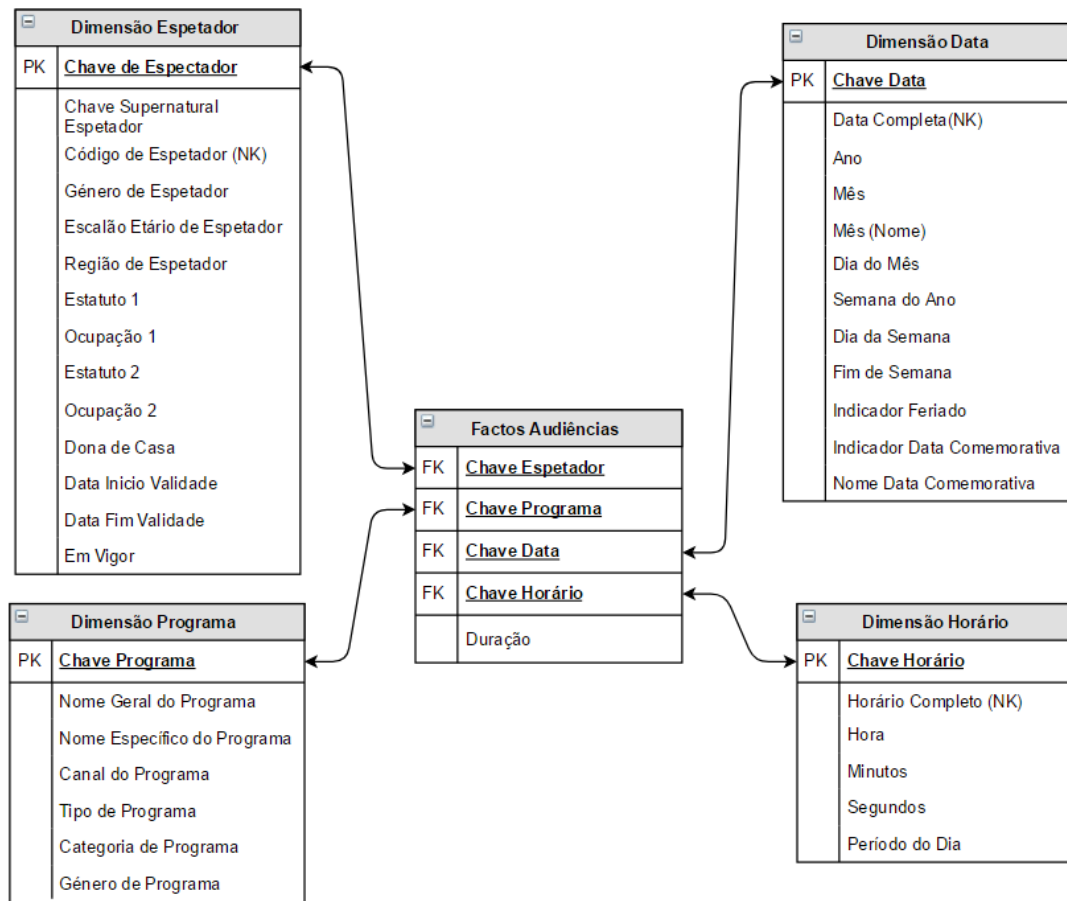 Dimensão Espetador
PK Chave de Espectador
Chave Supernatural
Espetador
Código de Espetador (NK)
Género de Espetador
Escalão Etário de Espetador
Região de Espetador
Estatuto 1
Ocupação 1
Estatuto 2
Ocupação 2
Dona de Casa
Data Inicio Validade
Data Fim Validade
Em Vigor
Dimensão Data
PK Chave Data
Data Completa(NK)
Ano
Mês
Mês (Nome)
Dia do Mês
Semana do Ano
Dia da Semana
Fim de Semana
Indicador Feriado
Indicador Data Comemorativa
Nome Data Comemorativa
Factos Audiências
FK Chave Espetador
FK Chave Programa
FK Chave Data
FK Chave Horário
Duração
Dimensão Programa
PK Chave Programa
Nome Geral do Programa
Nome Específico do Programa
Canal do Programa
Tipo de Programa
Categoria de Programa
Género de Programa
Dimensão Horário
PK Chave Horário
Horário Completo (NK)
Hora
Minutos
Segundos
Período do Dia